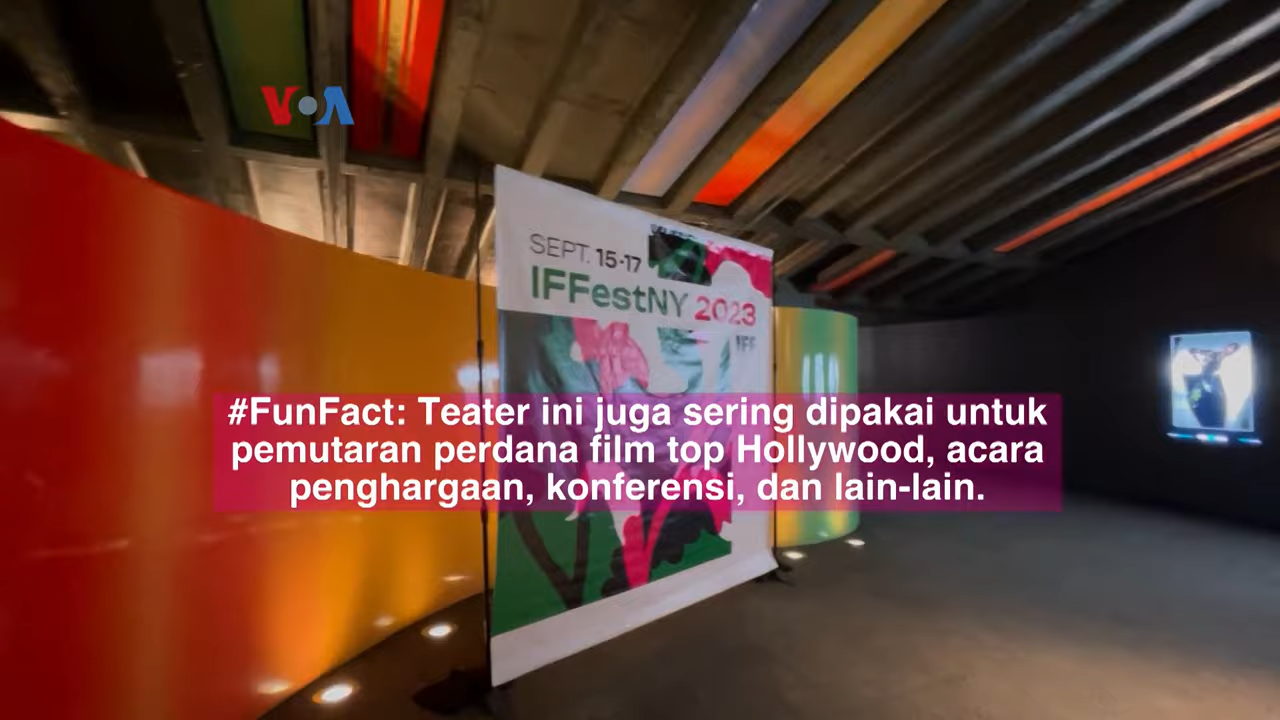 VOA
SEPT. 15-17
IFFestNY 2023
IFF
#FunFact: Teater ini juga sering dipakai untuk
pemutaran perdana film top Hollywood, acara
penghargaan, konferensi, dan lain-lain.